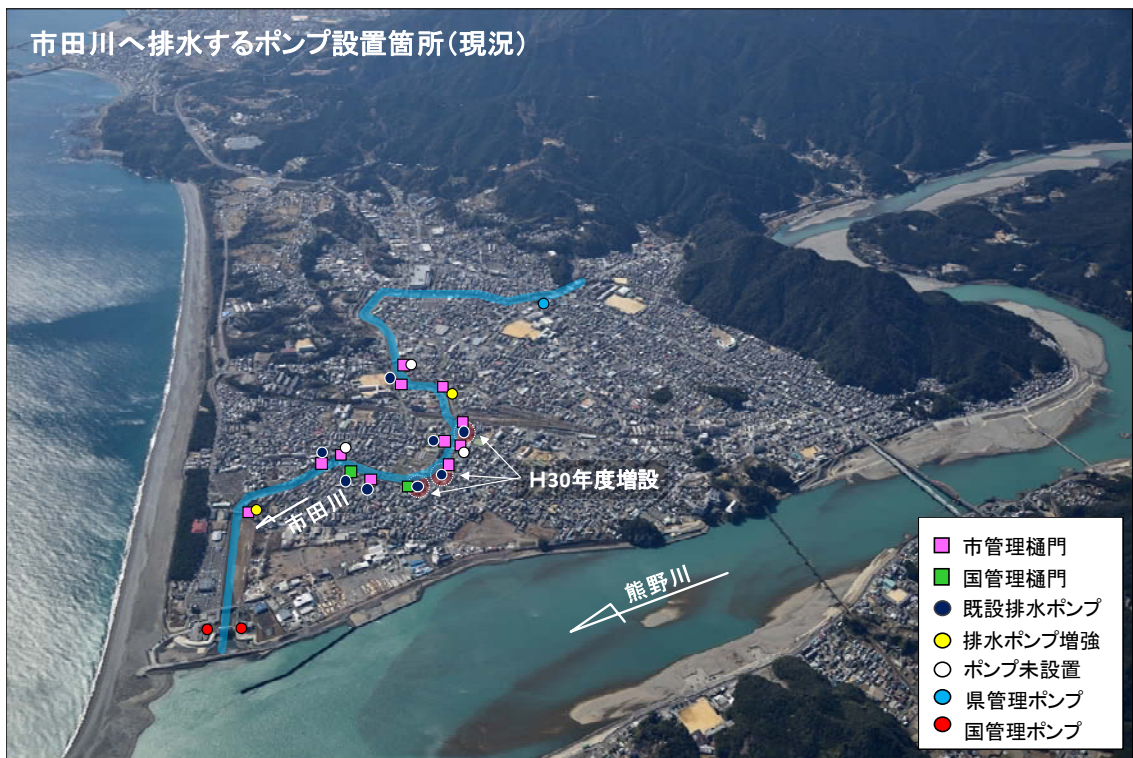 市田川へ排水するポンプ設置箇所(現況)
H30年度増設
市田川
熊野川
市管理樋門
国管理樋門
既設排水ポンプ
排水ポンプ増強
ポンプ未設置
県管理ポンプ
国管理ポンプ